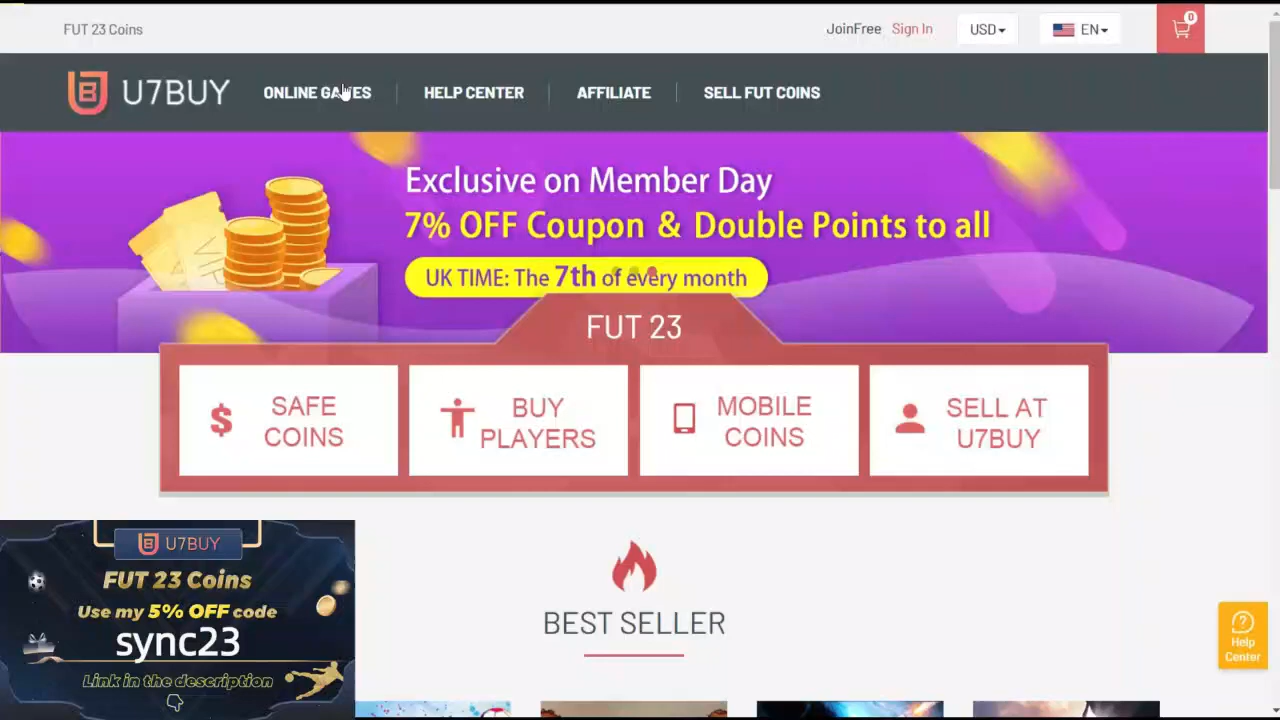 FUT 23 Coins
JoinFree Sign In
USD
EN
0
U7BUY
ONLINE GAMES
HELP CENTER
AFFILIATE
SELL FUT COINS
Exclusive on Member Day
7% OFF Coupon & Double Points to all
UK TIME: The 7th of every month
FUT 23
SAFE
COINS
BUY
PLAYERS
MOBILE
COINS
SELL AT
U7BUY
BEST SELLER
U7BUY
FUT 23 Coins
Use my 5% OFF code
sync23
Link in the description
Help
Center